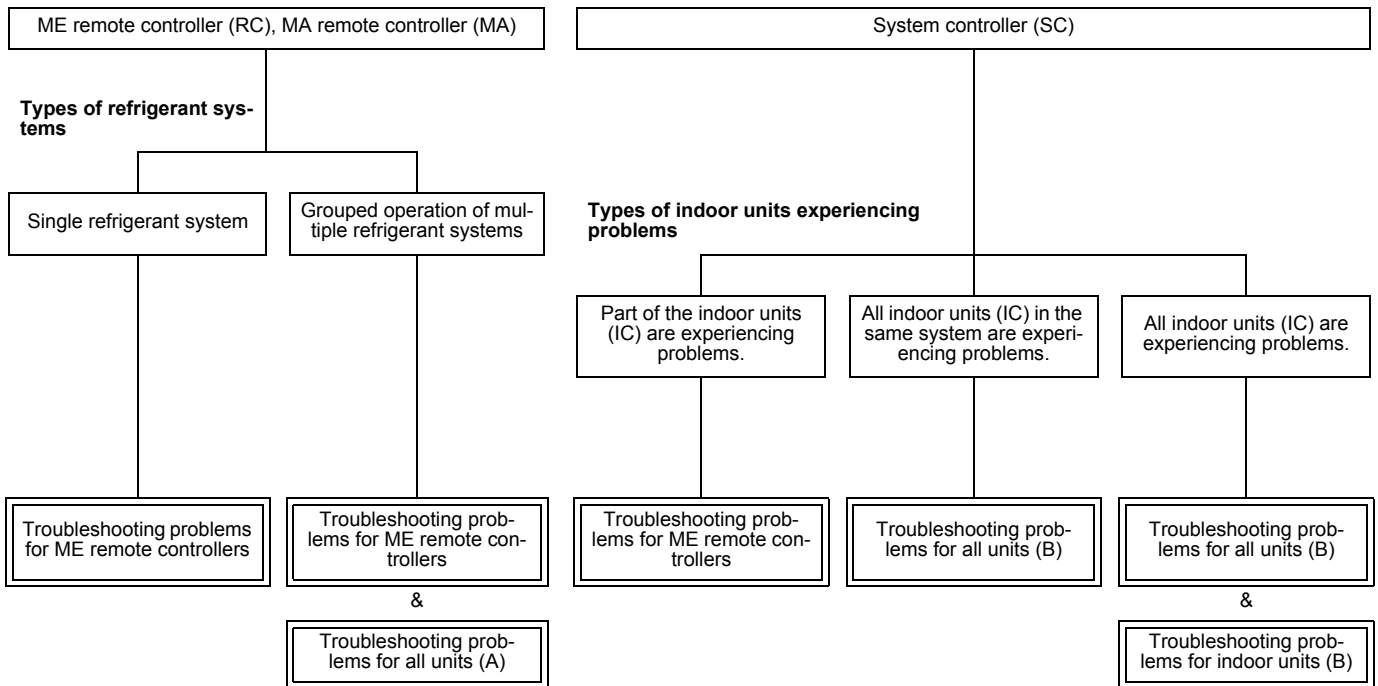 ME remote controller (RC), MA remote controller (MA)
System controller (SC)
Types of refrigerant sys-
tems
Single refrigerant system
Grouped operation of mul-
tiple refrigerant systems
Types of indoor units experiencing
problems
Part of the indoor units
(IC) are experiencing
problems.
All indoor units (IC) in the
same system are experi-
encing problems.
All indoor units (IC) are
experiencing problems.
Troubleshooting problems
for ME remote controllers
Troubleshooting prob-
lems for ME remote con-
trollers
&
Troubleshooting prob-
lems for all units (A)
Troubleshooting prob-
lems for ME remote con-
trollers
Troubleshooting prob-
lems for all units (B)
Troubleshooting prob-
lems for all units (B)
&
Troubleshooting prob-
lems for indoor units (B)